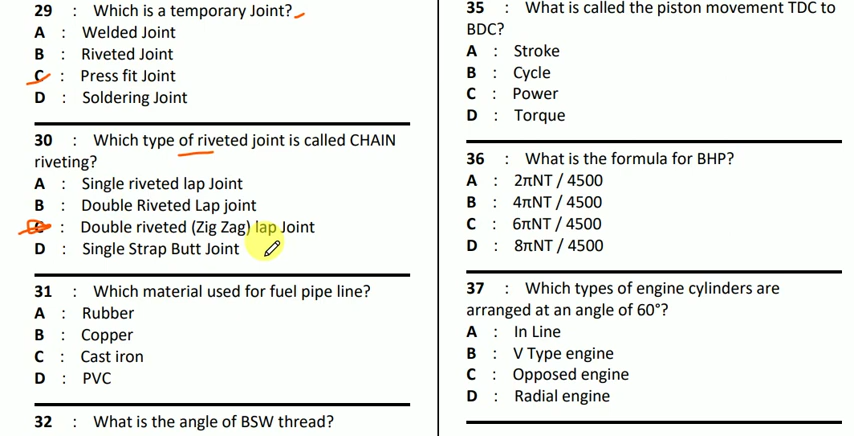 29 : Which is a temporary Joint?
A : Welded Joint
B : Riveted Joint
C : Press fit Joint
D : Soldering Joint
30 : Which type of riveted joint is called CHAIN
riveting?
A : Single riveted lap Joint
B : Double Riveted Lap joint
C : Double riveted (Zig Zag) lap Joint
D : Single Strap Butt Joint
31 : Which material used for fuel pipe line?
A : Rubber
B : Copper
C : Cast iron
D : PVC
32 : What is the angle of BSW thread?
35 : What is called the piston movement TDC to
BDC?
A : Stroke
B : Cycle
C : Power
D : Torque
36 : What is the formula for BHP?
A : 2πNT / 4500
B : 4πNT / 4500
C : 6πNT / 4500
D : 8πNT / 4500
37 : Which types of engine cylinders are
arranged at an angle of 60°?
A : In Line
B : V Type engine
C : Opposed engine
D : Radial engine